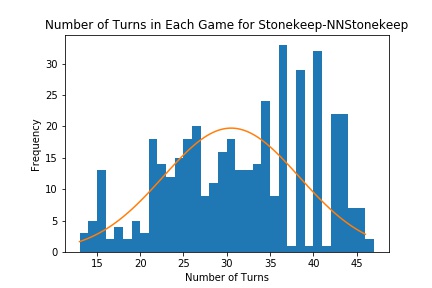 Number of Turns in Each Game for Stonekeep-NNStonekeep
Frequency
30
25
20
15
10
5
0
15 20 25 30 35 40 45
Number of Turns